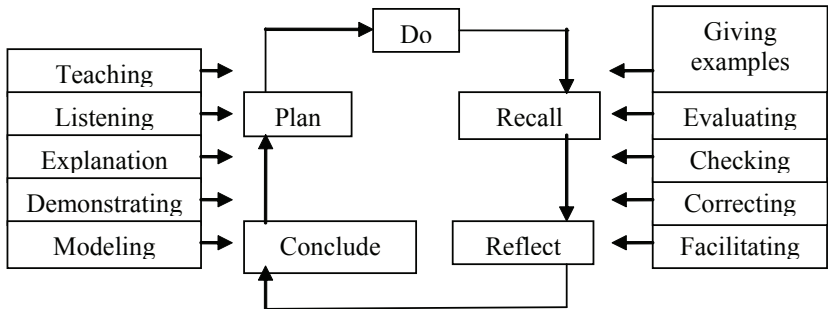 Do
Giving
examples
Teaching
Listening
Plan
Recall
Evaluating
Explanation
Checking
Demonstrating
Correcting
Modeling
Conclude
Reflect
Facilitating